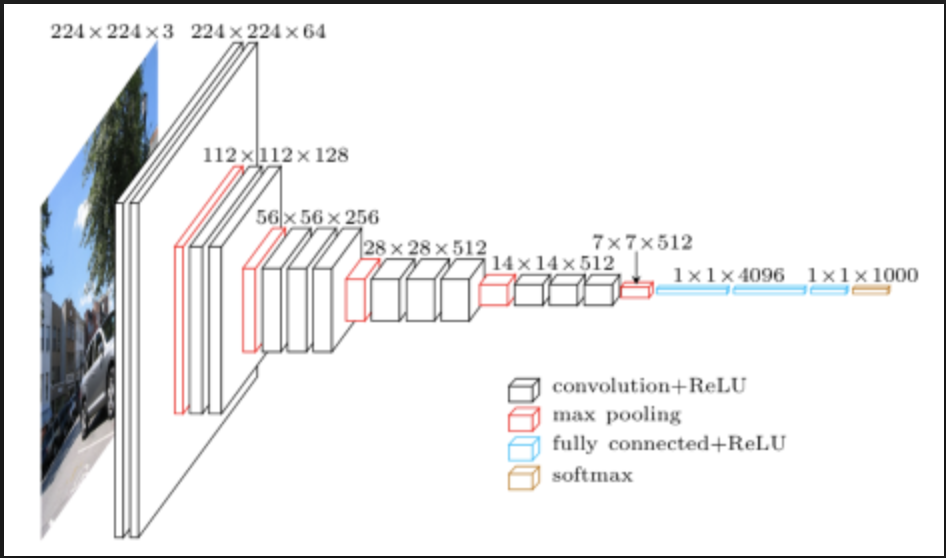 224×224×3
224×224×64
112×112×128
56×56×256
28×28×512
14×14×512
7×7×512
1×1×4096
1×1×1000
convolution+ReLU
max pooling
fully connected+ReLU
softmax